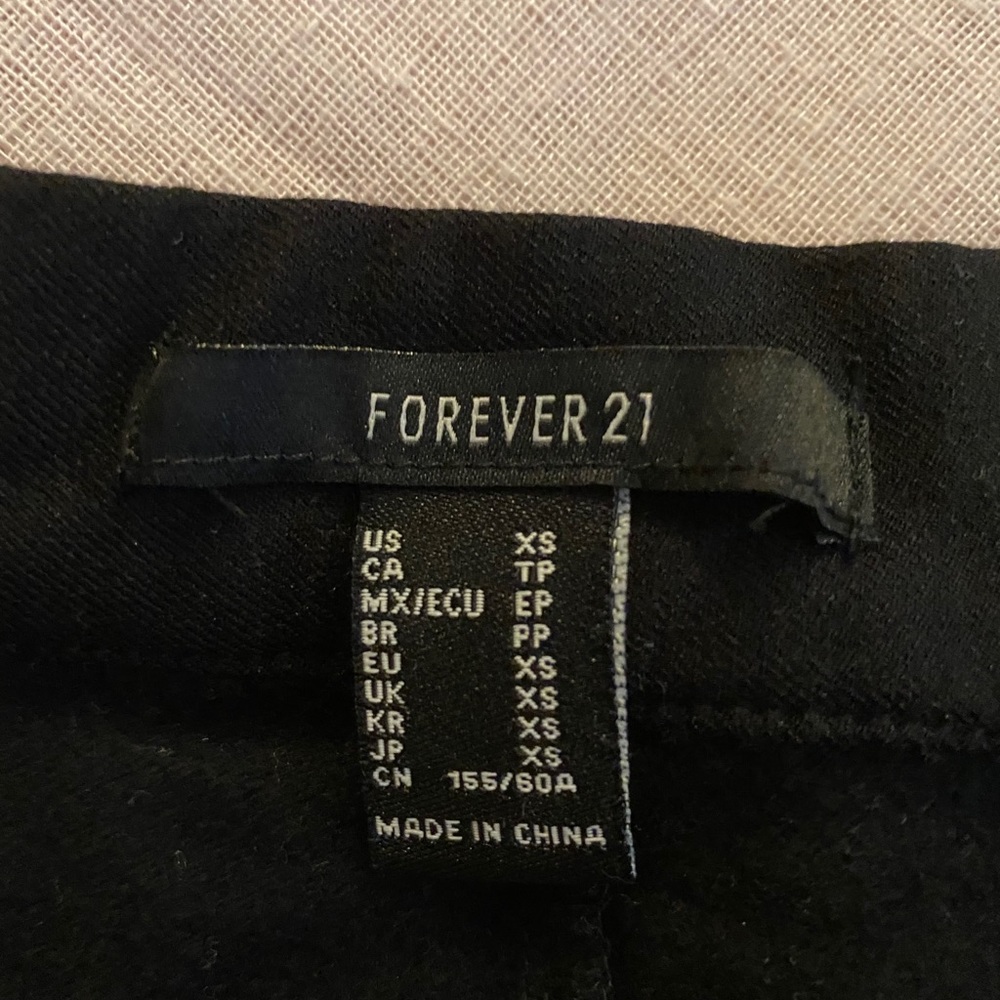 FOREVER 21
US XS
CA TP
MX/ECU EP
BR PP
EU XS
UK XS
KR XS
JP XS
CN 155/60A
MADE IN CHINA